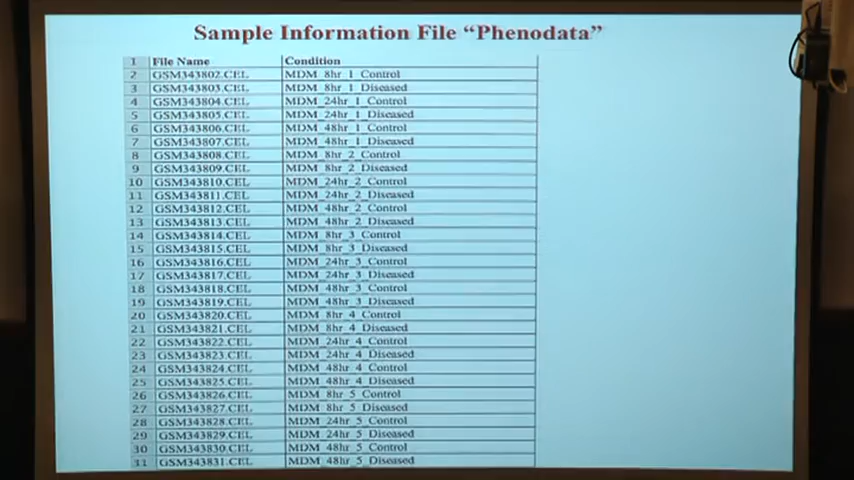 Sample Information File “Phenodata”
1 File Name Condition
2 GSM343802.CEL MDM_8hr_1_Control
3 GSM343803.CEL MDM_8hr_1_Diseased
4 GSM343804.CEL MDM_24hr_1_Control
5 GSM343805.CEL MDM_24hr_1_Diseased
6 GSM343806.CEL MDM_48hr_1_Control
7 GSM343807.CEL MDM_48hr_1_Diseased
8 GSM343808.CEL MDM_8hr_2_Control
9 GSM343809.CEL MDM_8hr_2_Diseased
10 GSM343810.CEL MDM_24hr_2_Control
11 GSM343811.CEL MDM_24hr_2_Diseased
12 GSM343812.CEL MDM_48hr_2_Control
13 GSM343813.CEL MDM_48hr_2_Diseased
14 GSM343814.CEL MDM_8hr_3_Control
15 GSM343815.CEL MDM_8hr_3_Diseased
16 GSM343816.CEL MDM_24hr_3_Control
17 GSM343817.CEL MDM_24hr_3_Diseased
18 GSM343818.CEL MDM_48hr_3_Control
19 GSM343819.CEL MDM_48hr_3_Diseased
20 GSM343820.CEL MDM_8hr_4_Control
21 GSM343821.CEL MDM_8hr_4_Diseased
22 GSM343822.CEL MDM_24hr_4_Control
23 GSM343823.CEL MDM_24hr_4_Diseased
24 GSM343824.CEL MDM_48hr_4_Control
25 GSM343825.CEL MDM_48hr_4_Diseased
26 GSM343826.CEL MDM_8hr_5_Control
27 GSM343827.CEL MDM_8hr_5_Diseased
28 GSM343828.CEL MDM_24hr_5_Control
29 GSM343829.CEL MDM_24hr_5_Diseased
30 GSM343830.CEL MDM_48hr_5_Control
31 GSM343831.CEL MDM_48hr_5_Diseased